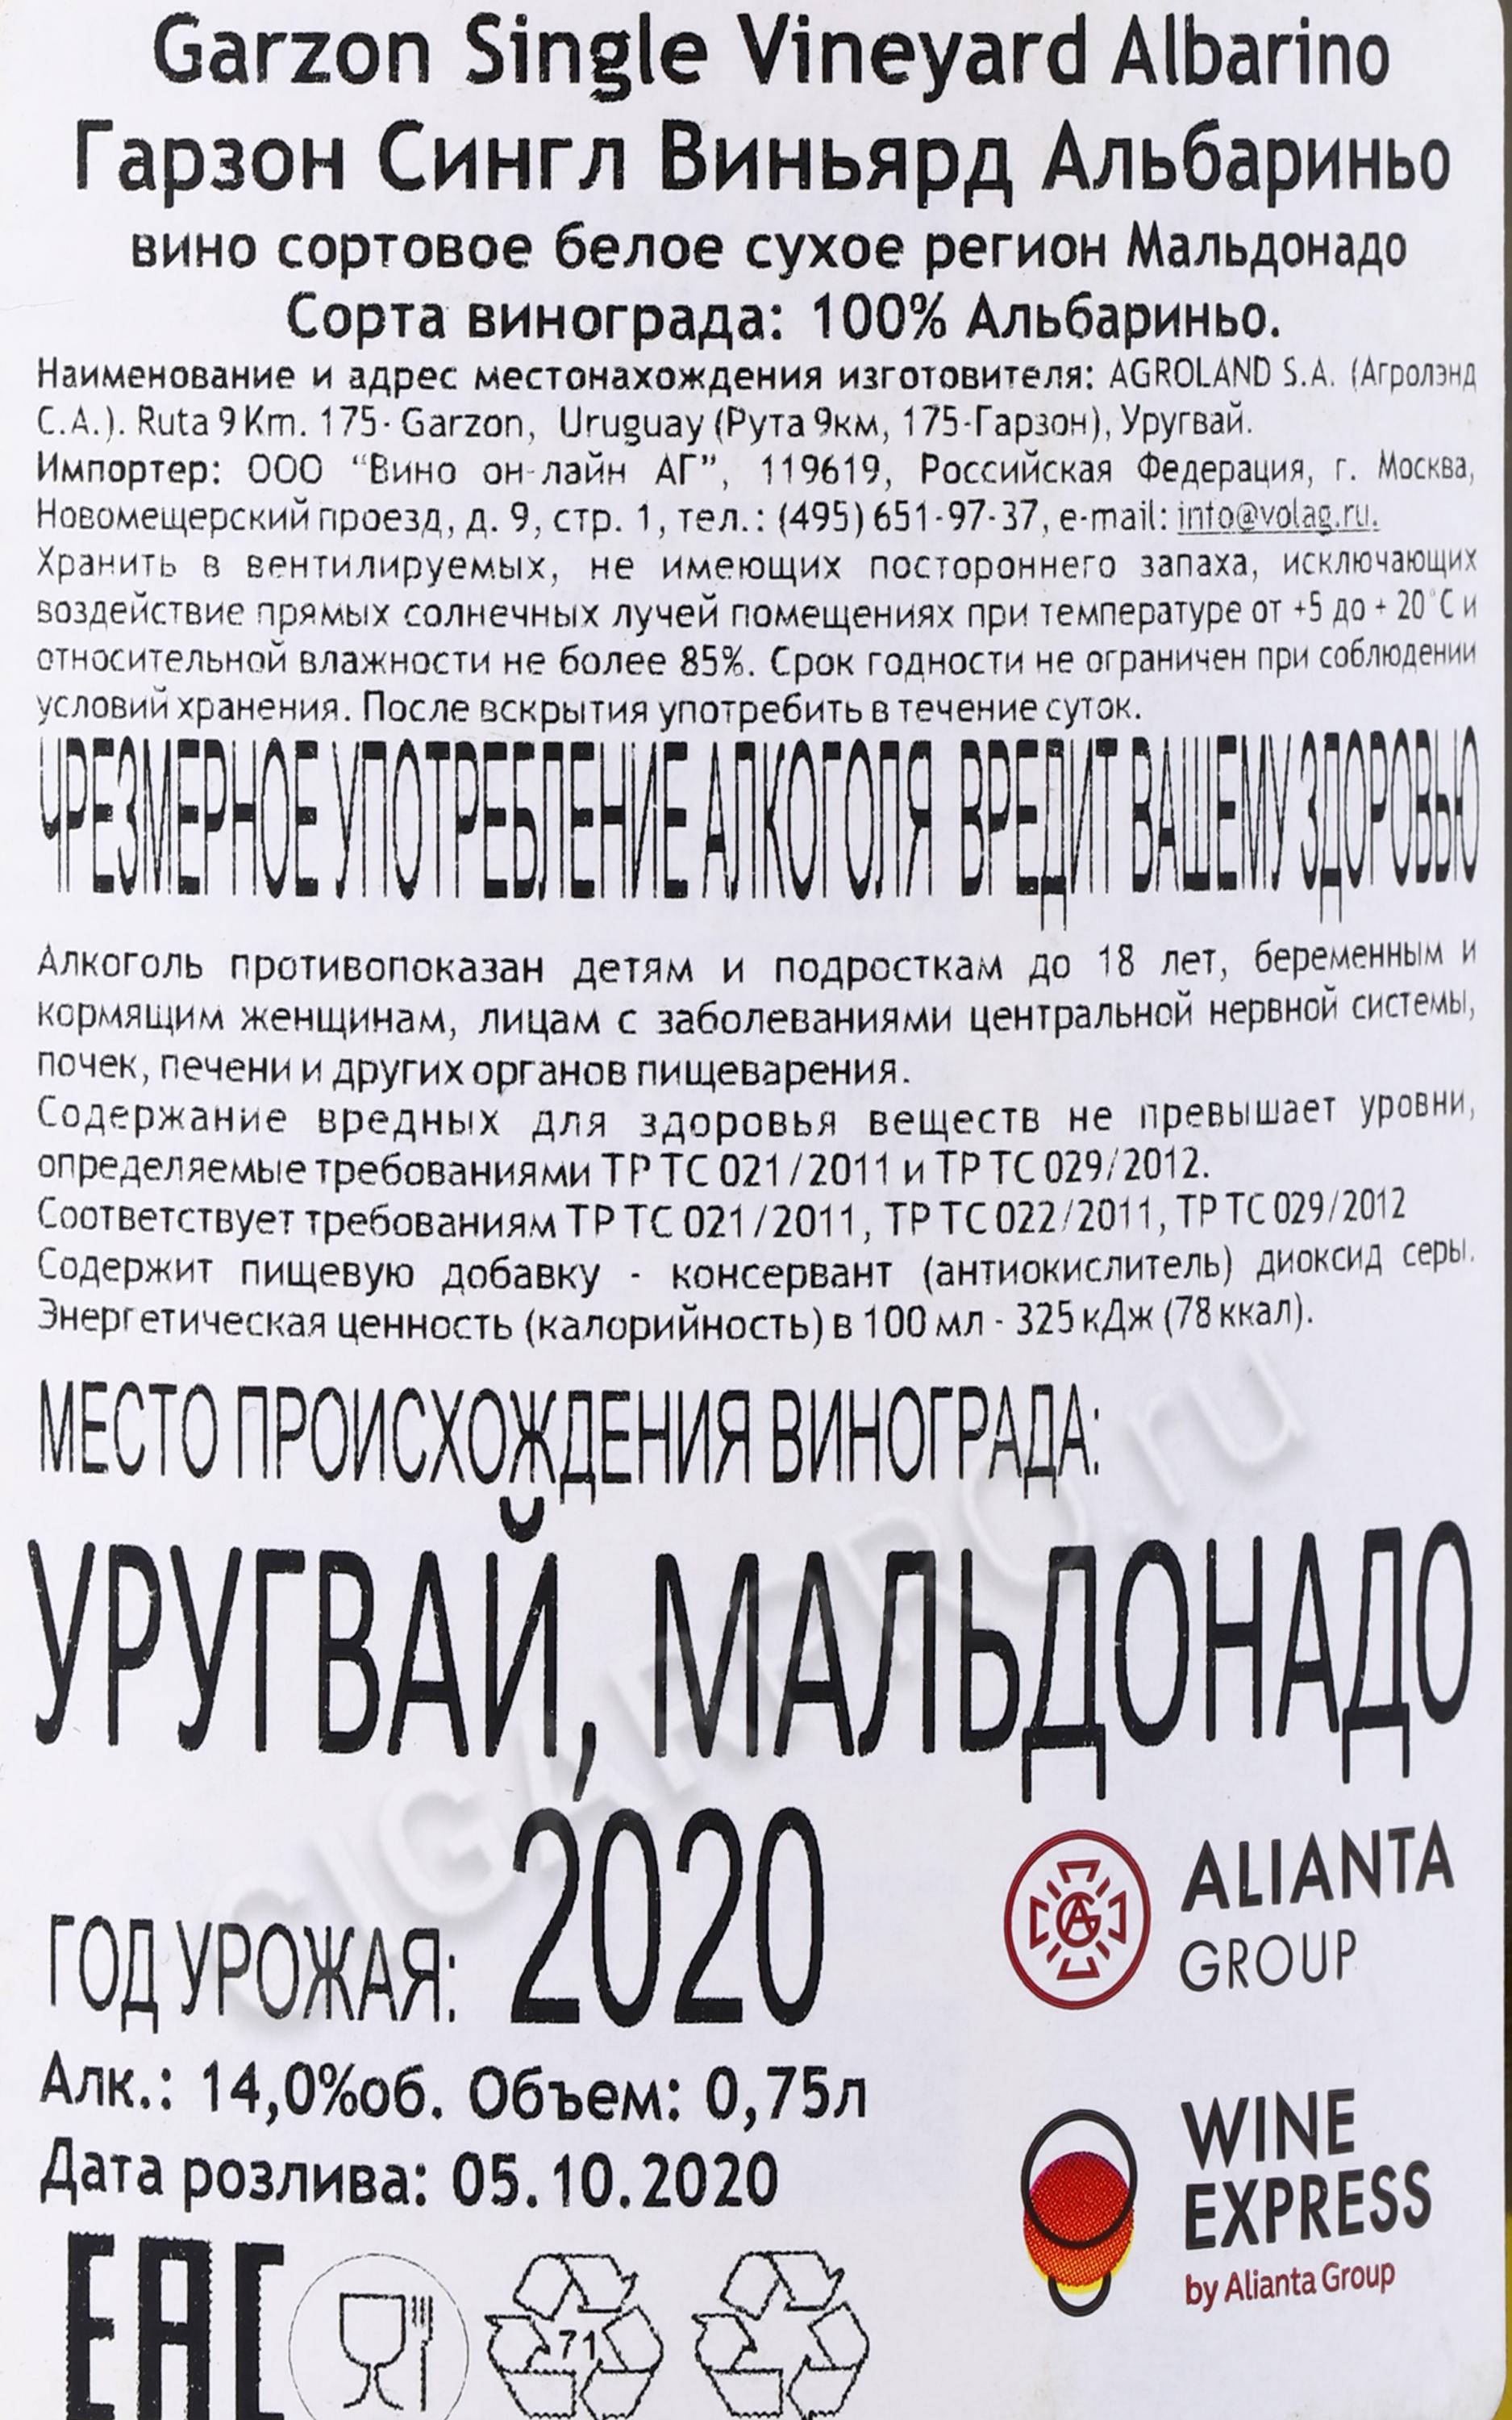 Garzon Single Vineyard Albarino
Гарзон Сингл Виньярд Альбариньо
вино сортовое белое сухое регион Мальдонадо
Сорта винограда: 100% Альбариньо.
Наименование и адрес местонахождения изготовителя: AGROLAND S.A. (Агролэнд
С.А.). Ruta 9 Km. 175- Garzon, Uruguay (Рута 9км, 175-Гарзон), Уругвай.
Импортер: ООО “Вино он-лайн АГ”, 119619, Российская Федерация, г. Москва,
Новомещерский проезд, д. 9, стр. 1, тел.: (495) 651-97-37, e-mail: info@volag.ru.
Хранить в вентилируемых, не имеющих постороннего запаха, исключающих
воздействие прямых солнечных лучей помещениях при температуре от +5 до + 20°C и
относительной влажности не более 85%. Срок годности не ограничен при соблюдении
условий хранения. После вскрытия употребить в течение суток.
ЧРЕЗМЕРНОЕ УПОТРЕБЛЕНИЕ АЛКОГОЛЯ ВРЕДИТ ВАШЕМУ ЗДОРОВЬЮ
Алкоголь противопоказан детям и подросткам до 18 лет, беременным и
кормящим женщинам, лицам с заболеваниями центральной нервной системы,
почек, печени и других органов пищеварения.
Содержание вредных для здоровья веществ не превышает уровни,
определяемые требованиями ТР ТС 021/2011 и ТР ТС 029/2012.
Соответствует требованиям ТР ТС 021/2011, ТР ТС 022/2011, ТР ТС 029/2012
Содержит пищевую добавку - консервант (антиокислитель) диоксид серы.
Энергетическая ценность (калорийность) в 100 мл - 325 кДж (78 ккал).
МЕСТО ПРОИСХОЖДЕНИЯ ВИНОГРАДА:
УРУГВАЙ, МАЛЬДОНАДО
ГОД УРОЖАЯ: 2020
ALIANTA
GROUP
Алк.: 14,0%об. Объем: 0,75л
Дата розлива: 05.10.2020
WINE
EXPRESS
by Alianta Group
EAC
71
CIGARPRO.ru